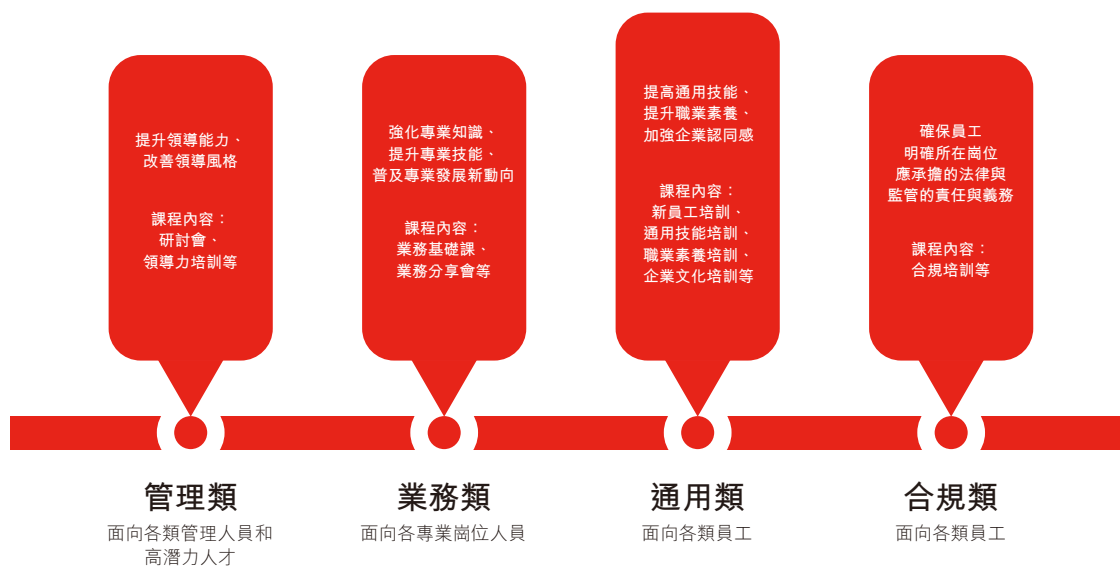 提升領導能力、
改善領導風格
課程內容：
研討會、
領導力培訓等
強化專業知識、
提升專業技能、
普及專業發展新動向
課程內容：
業務基礎課、
業務分享會等
提高通用技能、
提升職業素養、
加強企業認同感
課程內容：
新員工培訓、
通用技能培訓、
職業素養培訓、
企業文化培訓等
確保員工
明確所在崗位
應承擔的法律與
監管的責任與義務
課程內容：
合規培訓等
管理類
面向各類管理人員和
高潛力人才
業務類
面向各專業崗位人員
通用類
面向各類員工
合規類
面向各類員工